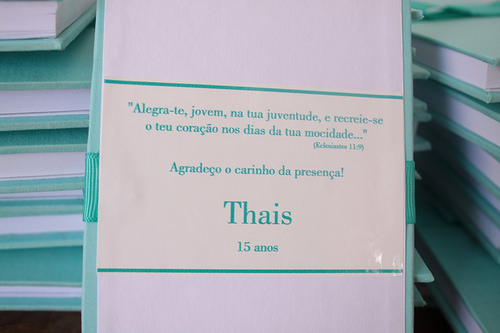 "Alegra-te, jovem, na tua juventude, e recreie-se
o teu coração nos dias da tua mocidade..."
(Eclesiastes 11:9)
Agradeço o carinho da presença!
Thais
15 anos